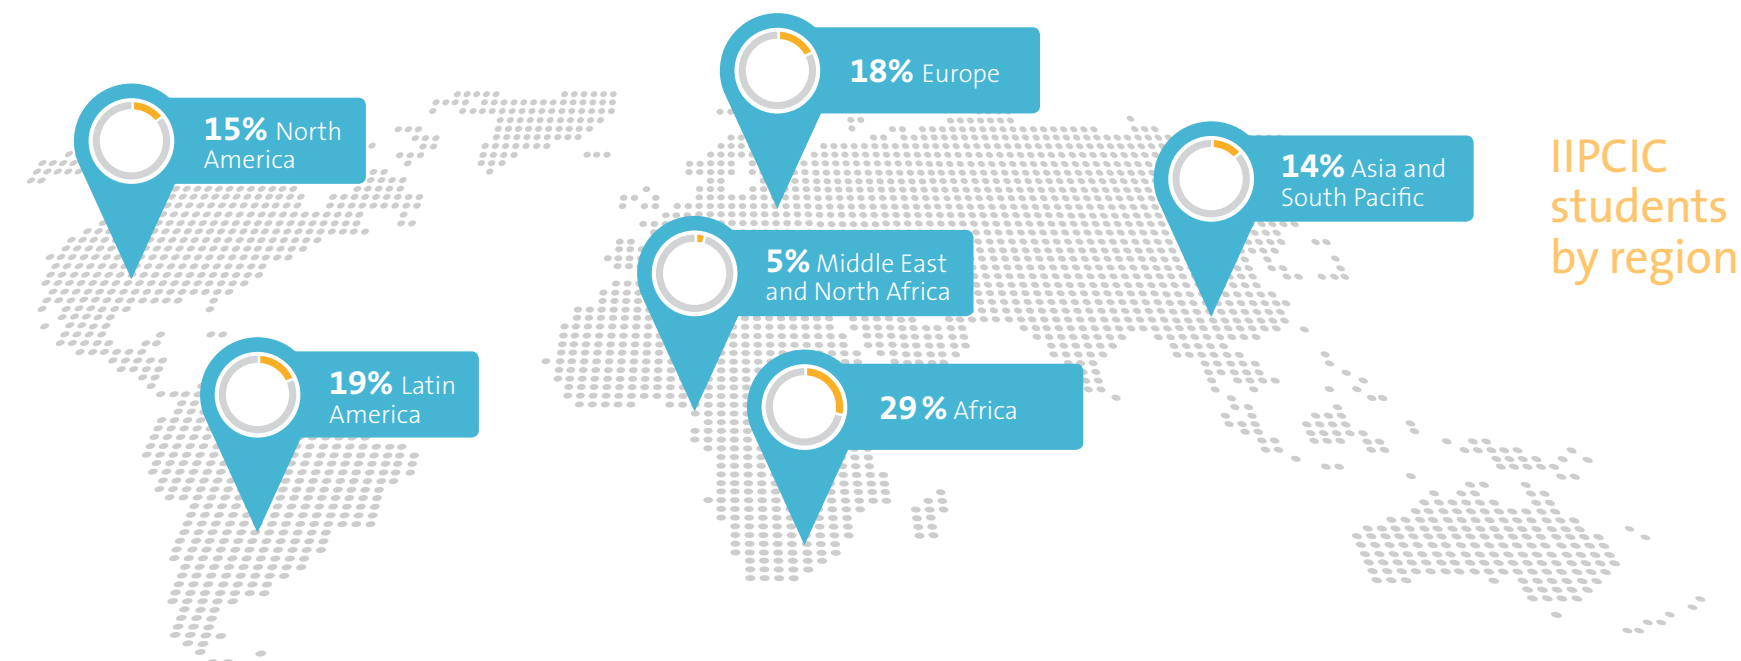 18% Europe
15% North
America
14% Asia and
South Pacific
IIPCIC
students
by region
5% Middle East
and North Africa
19% Latin
America
29% Africa